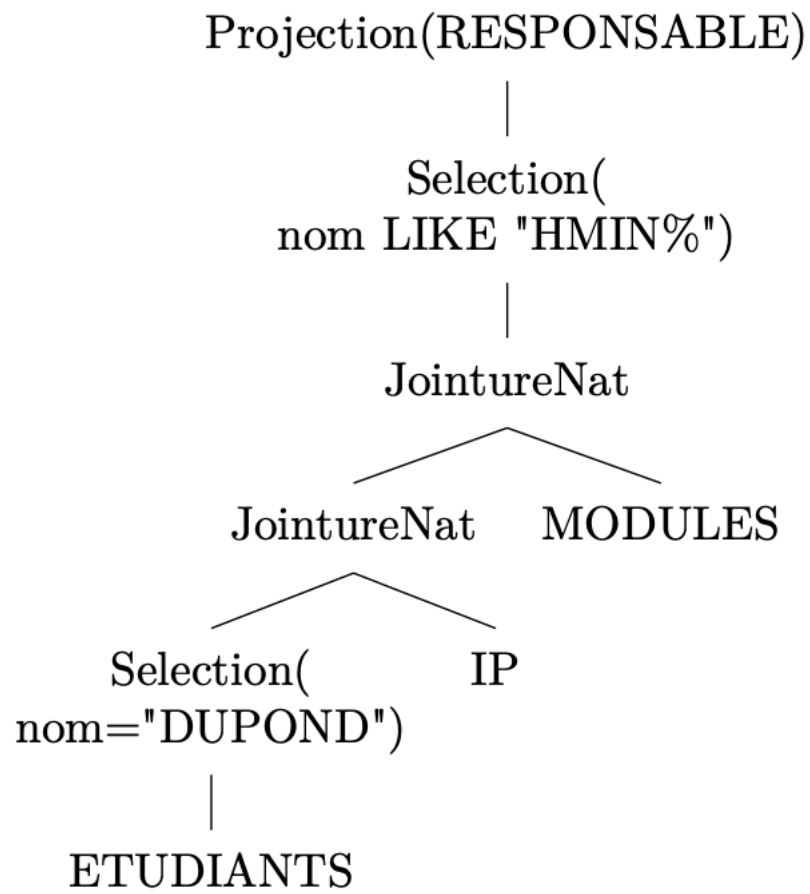 Projection(RESPONSABLE)
Selection(
nom LIKE "HMIN%")
JointureNat
JointureNat
MODULES
Selection(
nom="DUPOND")
IP
ETUDIANTS